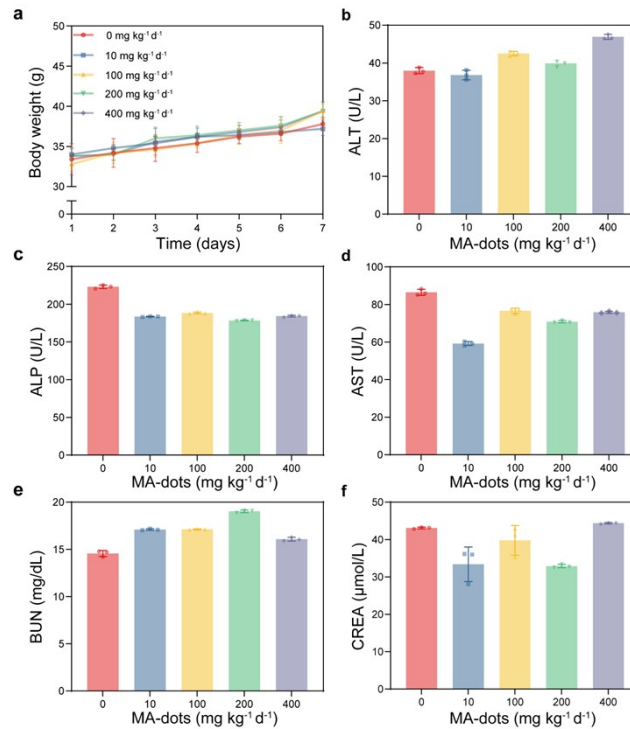 a
Body weight (g)
50
45
40
35
30
0
0 mg kg⁻¹ d⁻¹
10 mg kg⁻¹ d⁻¹
100 mg kg⁻¹ d⁻¹
200 mg kg⁻¹ d⁻¹
400 mg kg⁻¹ d⁻¹
1 2 3 4 5 6 7
Time (days)
b
ALT (U/L)
50
40
30
20
10
0
0 10 100 200 400
MA-dots (mg kg⁻¹ d⁻¹)
c
ALP (U/L)
250
200
150
100
50
0
0 10 100 200 400
MA-dots (mg kg⁻¹ d⁻¹)
d
AST (U/L)
100
80
60
40
20
0
0 10 100 200 400
MA-dots (mg kg⁻¹ d⁻¹)
e
BUN (mg/dL)
20
15
10
5
0
0 10 100 200 400
MA-dots (mg kg⁻¹ d⁻¹)
f
CREA (μmol/L)
50
40
30
20
10
0
0 10 100 200 400
MA-dots (mg kg⁻¹ d⁻¹)